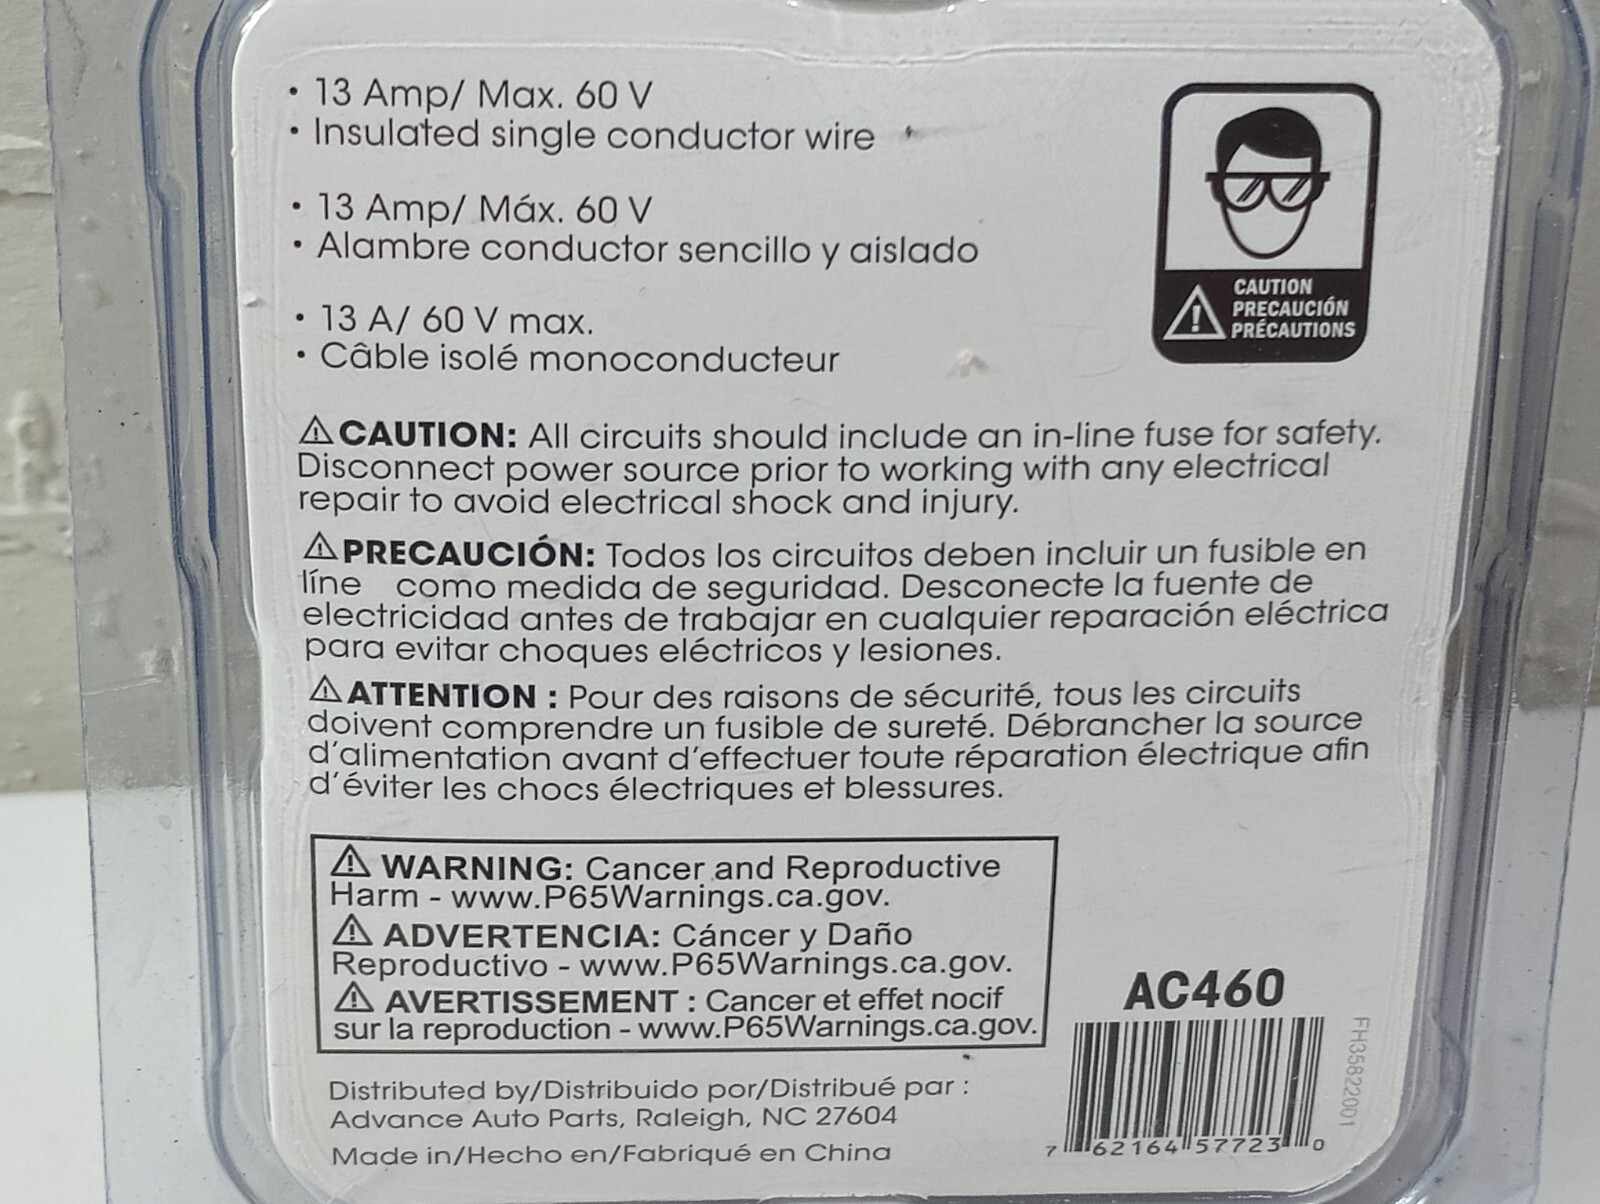 • 13 Amp/ Max. 60 V
• Insulated single conductor wire
• 13 Amp/ Máx. 60 V
• Alambre conductor sencillo y aislado
• 13 A/ 60 V max.
• Câble isolé monoconducteur
CAUTION
PRECAUCIÓN
PRÉCAUTIONS
⚠ CAUTION: All circuits should include an in-line fuse for safety.
Disconnect power source prior to working with any electrical
repair to avoid electrical shock and injury.
⚠ PRECAUCIÓN: Todos los circuitos deben incluir un fusible en
líne como medida de seguridad. Desconecte la fuente de
electricidad antes de trabajar en cualquier reparación eléctrica
para evitar choques eléctricos y lesiones.
⚠ ATTENTION : Pour des raisons de sécurité, tous les circuits
doivent comprendre un fusible de sureté. Débrancher la source
d'alimentation avant d'effectuer toute réparation électrique afin
d'éviter les chocs électriques et blessures.
⚠ WARNING: Cancer and Reproductive
Harm - www.P65Warnings.ca.gov.
⚠ ADVERTENCIA: Cáncer y Daño
Reproductivo - www.P65Warnings.ca.gov.
⚠ AVERTISSEMENT : Cancer et effet nocif
sur la reproduction - www.P65Warnings.ca.gov.
Distributed by/Distribuido por/Distribué par :
Advance Auto Parts, Raleigh, NC 27604
Made in/Hecho en/Fabriqué en China
AC460
7 62164 57723 0
FH35822001